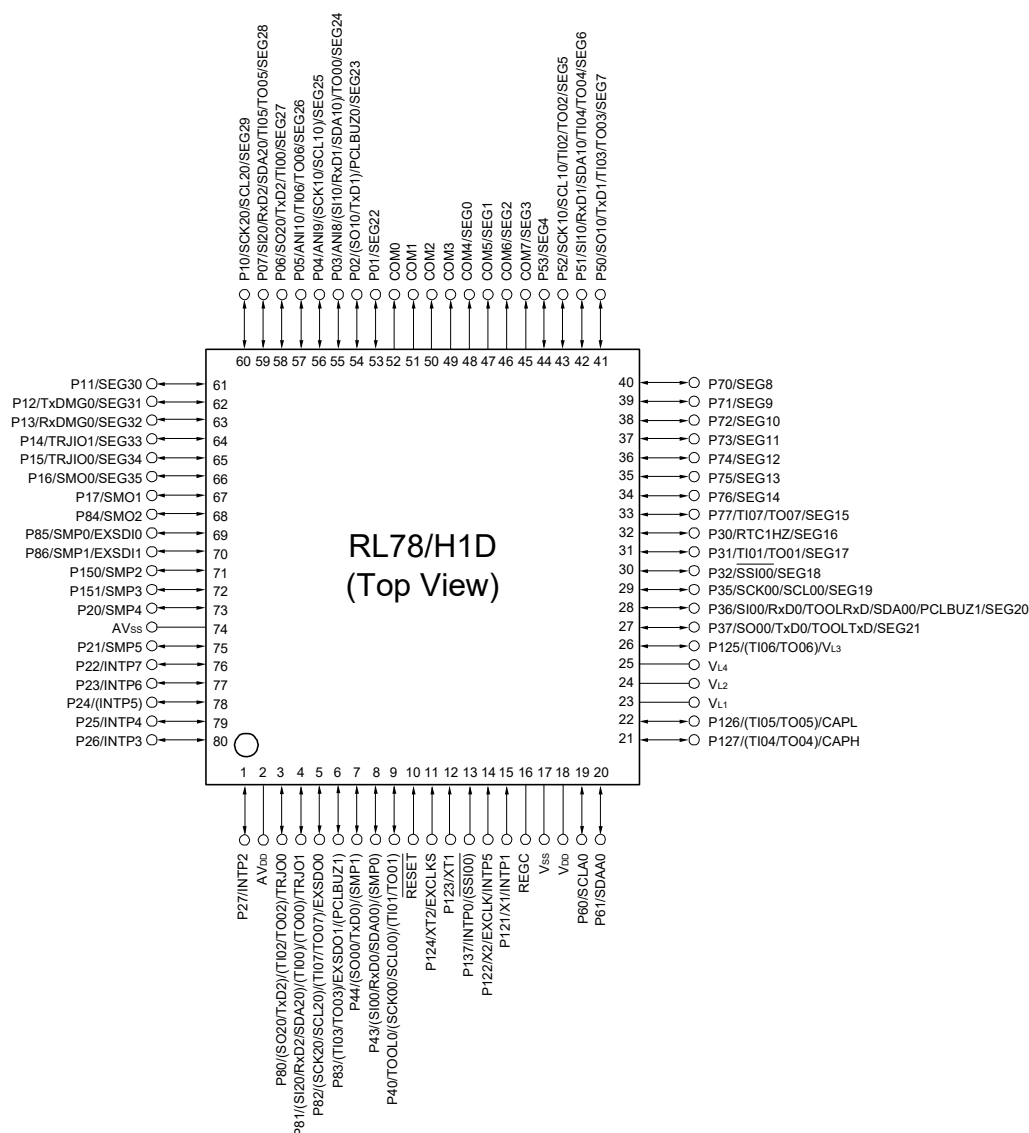 P10/SCK20/SCL20/SEG29
P07/SI20/RxD2/SDA20/TI05/TO05/SEG28
P06/SO20/TxD2/TI00/SEG27
P05/ANI10/TI06/TO06/SEG26
P04/ANI9/(SCK10/SCL10)/SEG25
P03/ANI8/(SI10/RxD1/SDA10)/TO00/SEG24
P02/(SO10/TxD1)/PCLBUZ0/SEG23
P01/SEG22
COM0
COM1
COM2
COM3
COM4/SEG0
COM5/SEG1
COM6/SEG2
COM7/SEG3
P53/SEG4
P52/SCK10/SCL10/TI02/TO02/SEG5
P51/SI10/RxD1/SDA10/TI04/TO04/SEG6
P50/SO10/TxD1/TI03/TO03/SEG7
60 59 58 57 56 55 54 53 52 51 50 49 48 47 46 45 44 43 42 41
P11/SEG30 61
P12/TxDMG0/SEG31 62
P13/RxDMG0/SEG32 63
P14/TRJIO1/SEG33 64
P15/TRJIO0/SEG34 65
P16/SMO0/SEG35 66
P17/SMO1 67
P84/SMO2 68
P85/SMP0/EXSDI0 69
P86/SMP1/EXSDI1 70
P150/SMP2 71
P151/SMP3 72
P20/SMP4 73
AVss 74
P21/SMP5 75
P22/INTP7 76
P23/INTP6 77
P24/(INTP5) 78
P25/INTP4 79
P26/INTP3 80
RL78/H1D
(Top View)
40 P70/SEG8
39 P71/SEG9
38 P72/SEG10
37 P73/SEG11
36 P74/SEG12
35 P75/SEG13
34 P76/SEG14
33 P77/TI07/TO07/SEG15
32 P30/RTC1HZ/SEG16
31 P31/TI01/TO01/SEG17
30 P32/SSI00/SEG18
29 P35/SCK00/SCL00/SEG19
28 P36/SI00/RxD0/TOOLRxD/SDA00/PCLBUZ1/SEG20
27 P37/SO00/TxD0/TOOLTxD/SEG21
26 P125/(TI06/TO06)/VL3
25 VL4
24 VL2
23 VL1
22 P126/(TI05/TO05)/CAPL
21 P127/(TI04/TO04)/CAPH
1 2 3 4 5 6 7 8 9 10 11 12 13 14 15 16 17 18 19 20
P27/INTP2
AVDD
P80/(SO20/TxD2)/(TI02/TO02)/TRJO0
P81/(SI20/RxD2/SDA20)/(TI00)/(TO00)/TRJO1
P82/(SCK20/SCL20)/(TI07/TO07)/EXSDO0
P83/(TI03/TO03)/EXSDO1/(PCLBUZ1)
P44/(SO00/TxD0)/(SMP1)
P43/(SI00/RxD0/SDA00)/(SMP0)
P40/TOOL0/(SCK00/SCL00)/(TI01/TO01)
RESET
P124/XT2/EXCLKS
P123/XT1
P137/INTP0/(SSI00)
P122/X2/EXCLK/INTP5
P121/X1/INTP1
REGC
Vss
VDD
P60/SCLA0
P61/SDAA0